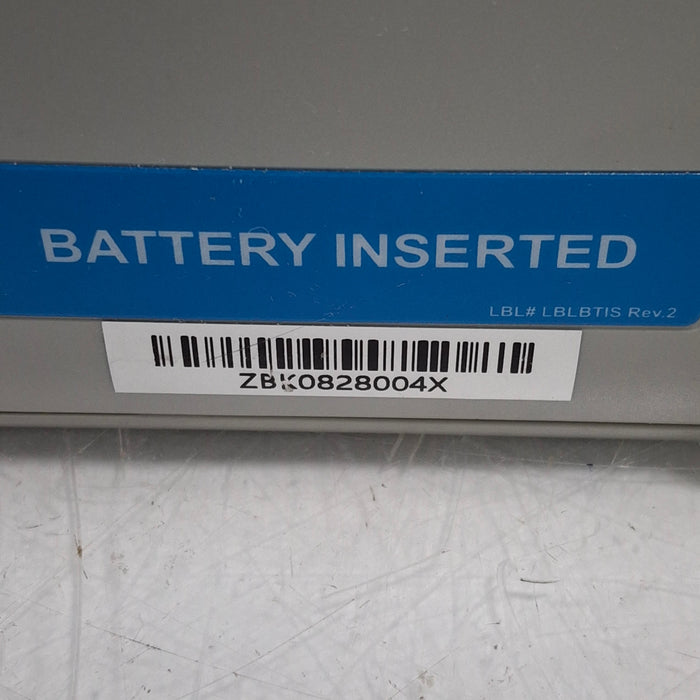 BATTERY INSERTED
LBL# LBLBTIS Rev.2
ZBK0828004X